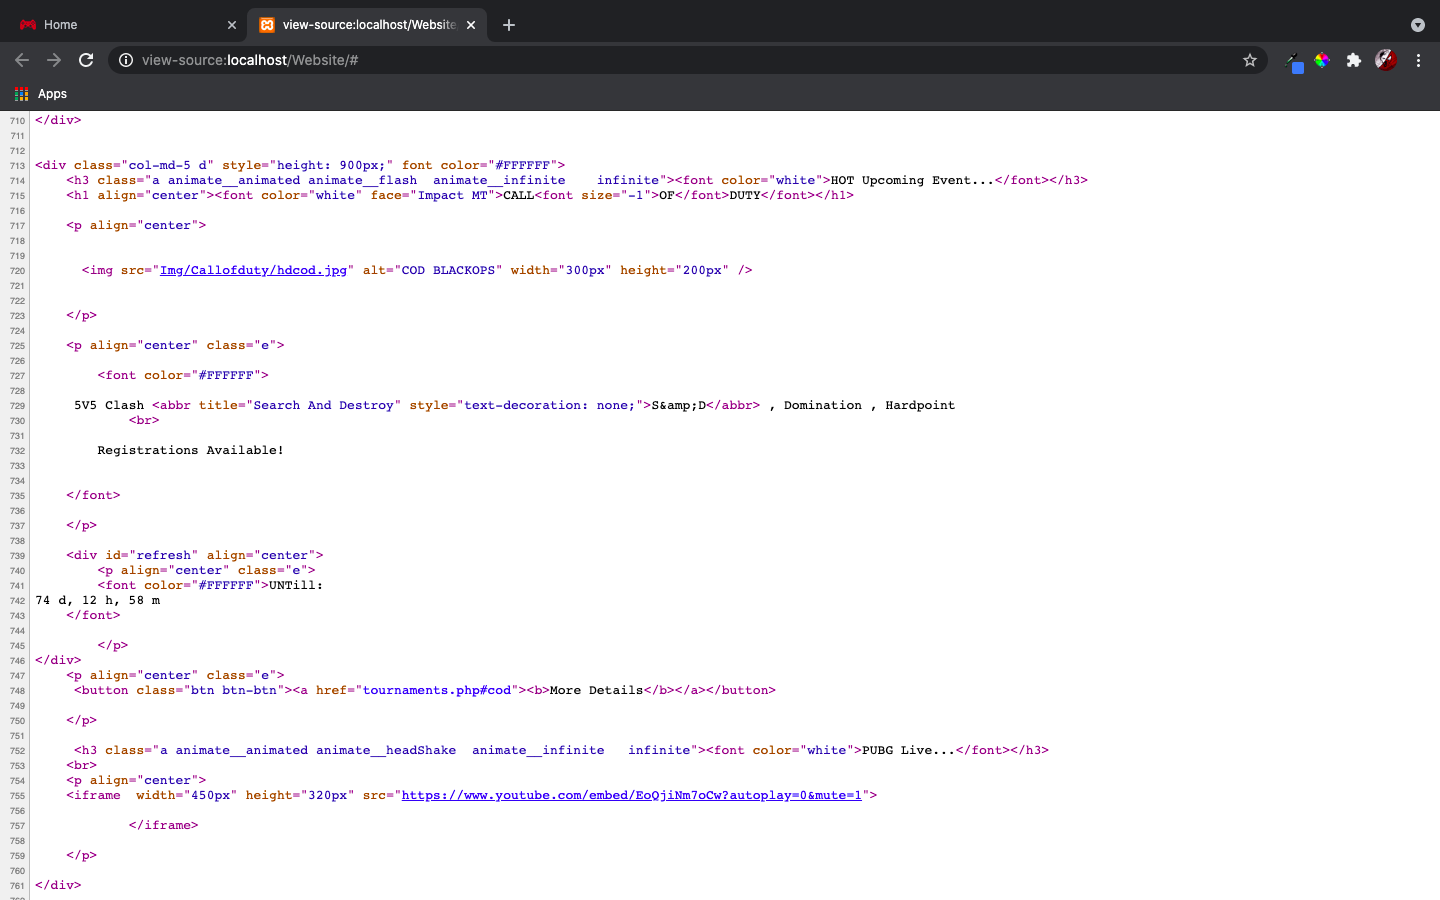 Home
view-source:localhost/Website
view-source:localhost/Website/#
Apps
710 </div>
711
712
713 <div class="col-md-5 d" style="height: 900px;" font color="#FFFFFF">
714 <h3 class="a animate__animated animate__flash  animate__infinite    infinite"><font color="white">HOT Upcoming Event...</font></h3>
715 <h1 align="center"><font color="white" face="Impact MT">CALL<font size="-1">OF</font>DUTY</font></h1>
716
717 <p align="center">
718
719
720 <img src="Img/Callofduty/hdcod.jpg" alt="COD BLACKOPS" width="300px" height="200px" />
721
722
723 </p>
724
725 <p align="center" class="e">
726
727 <font color="#FFFFFF">
728
729 5V5 Clash <abbr title="Search And Destroy" style="text-decoration: none;">S&amp;D</abbr> , Domination , Hardpoint
730 <br>
731
732 Registrations Available!
733
734
735 </font>
736
737 </p>
738
739 <div id="refresh" align="center">
740 <p align="center" class="e">
741 <font color="#FFFFFF">UNTill:
742 74 d, 12 h, 58 m
743 </font>
744
745 </p>
746 </div>
747 <p align="center" class="e">
748 <button class="btn btn-btn"><a href="tournaments.php#cod"><b>More Details</b></a></button>
749
750 </p>
751
752 <h3 class="a animate__animated animate__headShake  animate__infinite   infinite"><font color="white">PUBG Live...</font></h3>
753 <br>
754 <p align="center">
755 <iframe  width="450px" height="320px" src="https://www.youtube.com/embed/EoQjiNm7oCw?autoplay=0&mute=1">
756
757 </iframe>
758
759 </p>
760
761 </div>